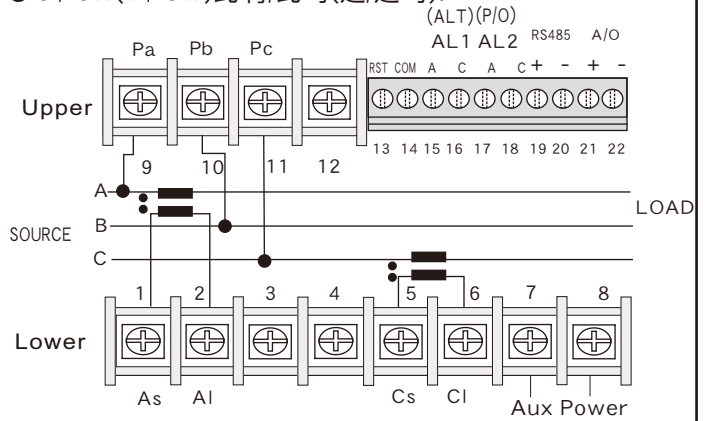 (ALT)(P/O)
Pa Pb Pc AL1 AL2 RS485 A/O
RST COM A C A C + - + -
Upper
13 14 15 16 17 18 19 20 21 22
9 10 11 12
A
LOAD
B
SOURCE
C
1 2 3 4 5 6 7 8
Lower
As Al Cs Cl
Aux Power